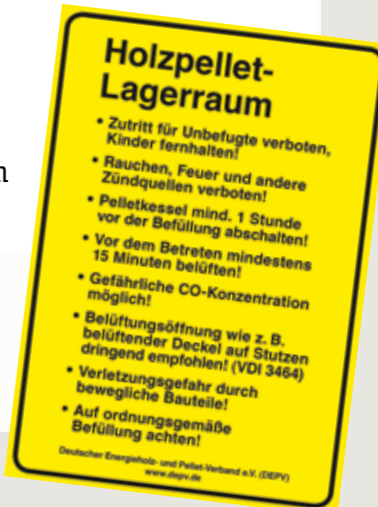 Holzpellet-
Lagerraum
• Zutritt für Unbefugte verboten,
Kinder fernhalten!
• Rauchen, Feuer und andere
Zündquellen verboten!
• Pelletkessel mind. 1 Stunde
vor der Befüllung abschalten!
• Vor dem Betreten mindestens
15 Minuten belüften!
• Gefährliche CO-Konzentration
möglich!
• Belüftungsöffnung wie z. B.
belüftender Deckel auf Stutzen
dringend empfohlen! (VDI 3464)
• Verletzungsgefahr durch
bewegliche Bauteile!
• Auf ordnungsgemäße
Befüllung achten!
Deutscher Energieholz- und Pellet-Verband e.V. (DEPV)
www.depv.de